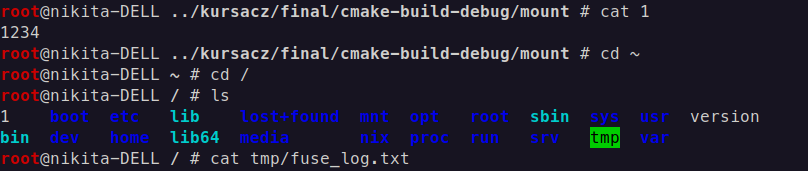 root@nikita-DELL ../kursacz/final/cmake-build-debug/mount # cat 1
1234
root@nikita-DELL ../kursacz/final/cmake-build-debug/mount # cd ~
root@nikita-DELL ~ # cd /
root@nikita-DELL / # ls
1    boot  etc   lib    lost+found  mnt  opt   root  sbin  sys  usr  version
bin  dev   home  lib64  media       nix  proc  run   srv   tmp  var
root@nikita-DELL / # cat tmp/fuse_log.txt